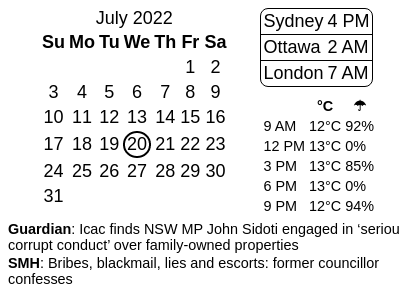 July 2022
Su Mo Tu We Th Fr Sa
1 2
3 4 5 6 7 8 9
10 11 12 13 14 15 16
17 18 19 20 21 22 23
24 25 26 27 28 29 30
31
Sydney 4 PM
Ottawa 2 AM
London 7 AM
°C ☂
9 AM 12°C 92%
12 PM 13°C 0%
3 PM 13°C 85%
6 PM 13°C 0%
9 PM 12°C 94%
Guardian: Icac finds NSW MP John Sidoti engaged in ‘seriou
corrupt conduct’ over family-owned properties
SMH: Bribes, blackmail, lies and escorts: former councillor
confesses